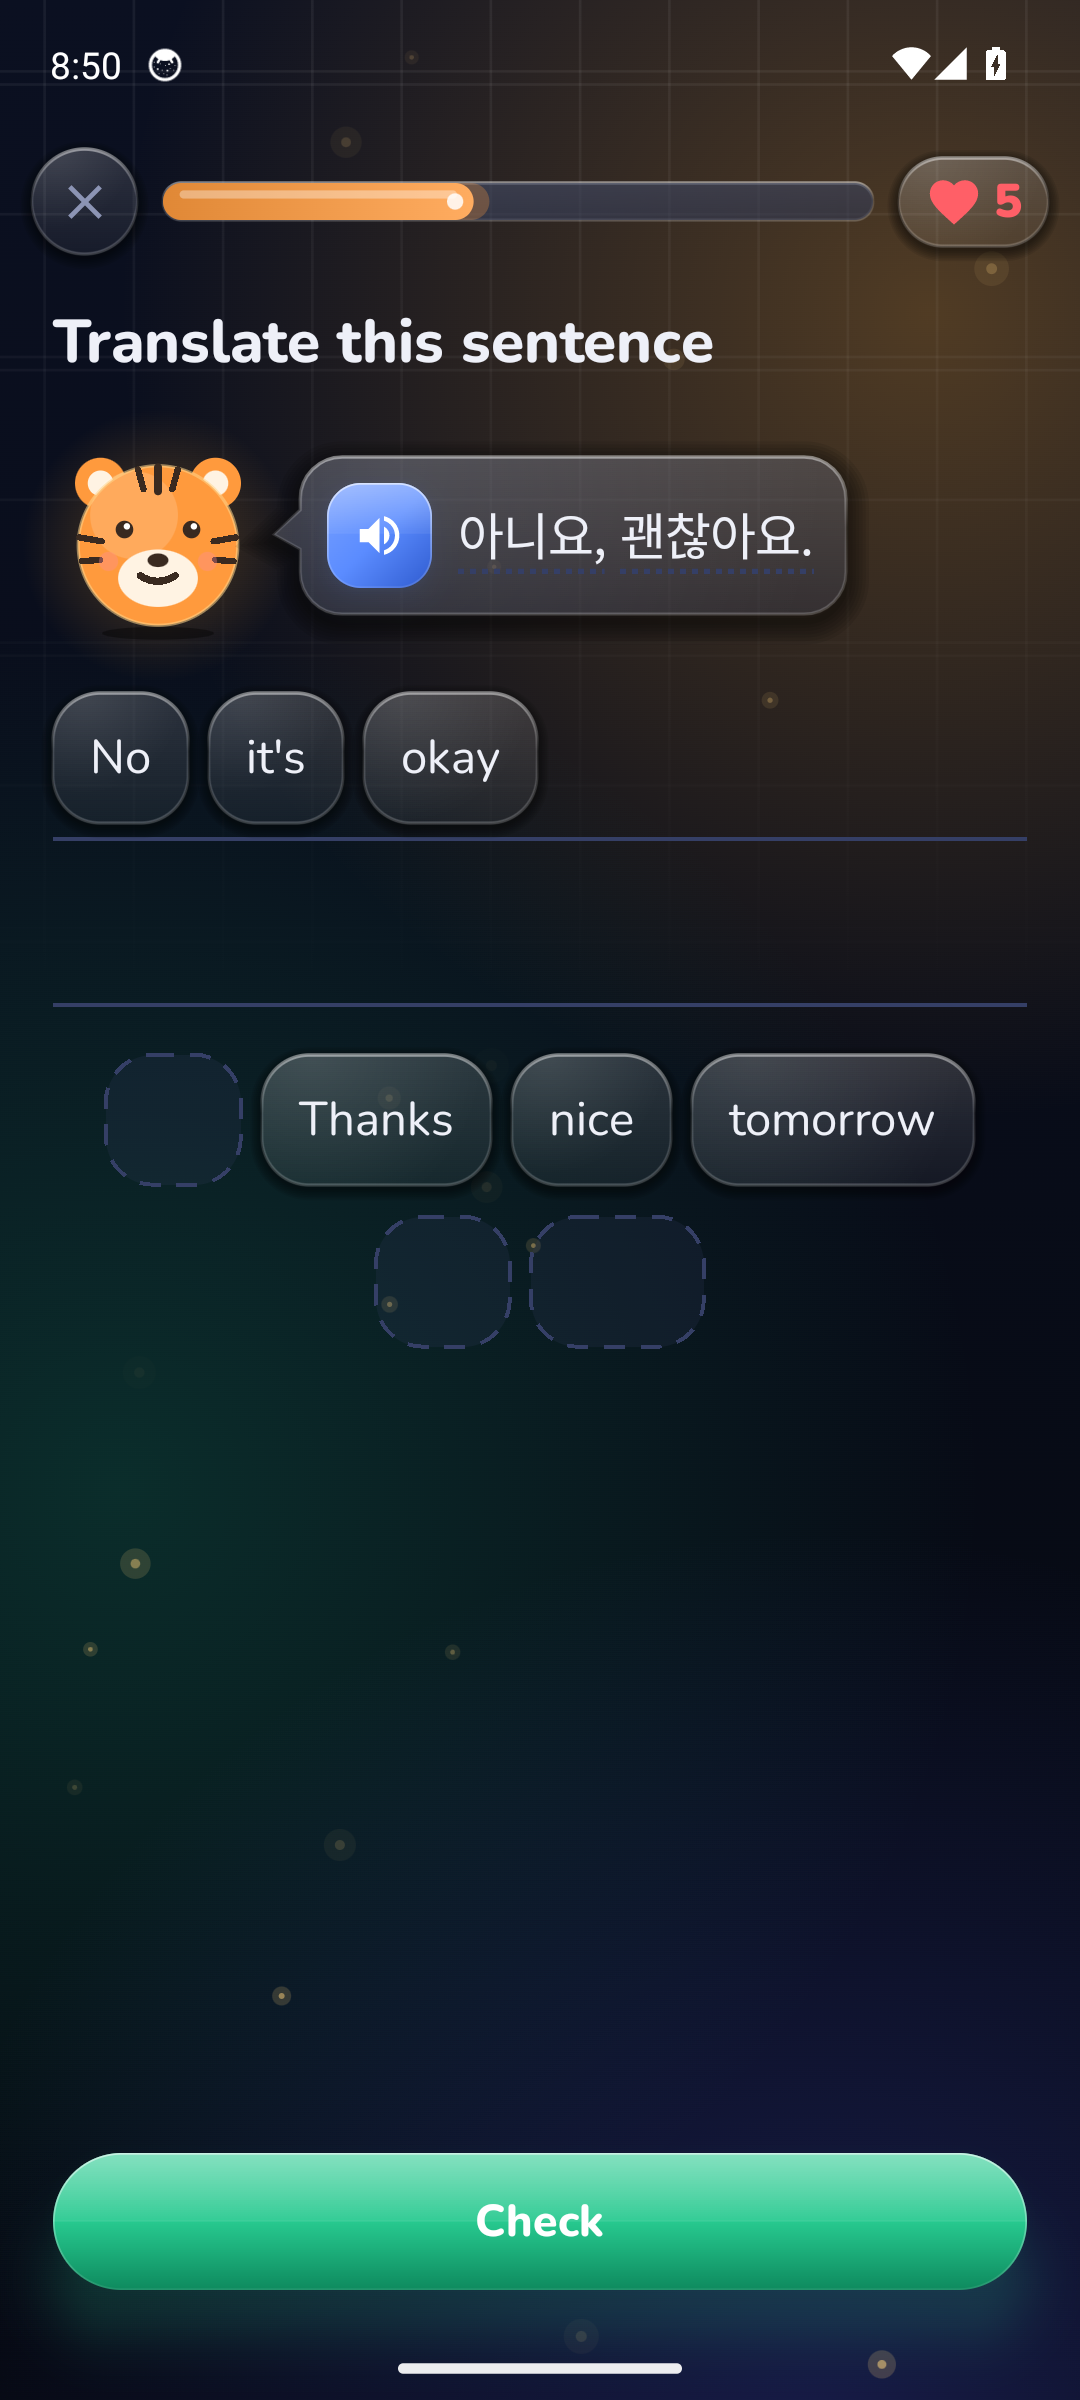 8:50
5
Translate this sentence
아니요, 괜찮아요.
No it's okay
Thanks nice tomorrow
Check